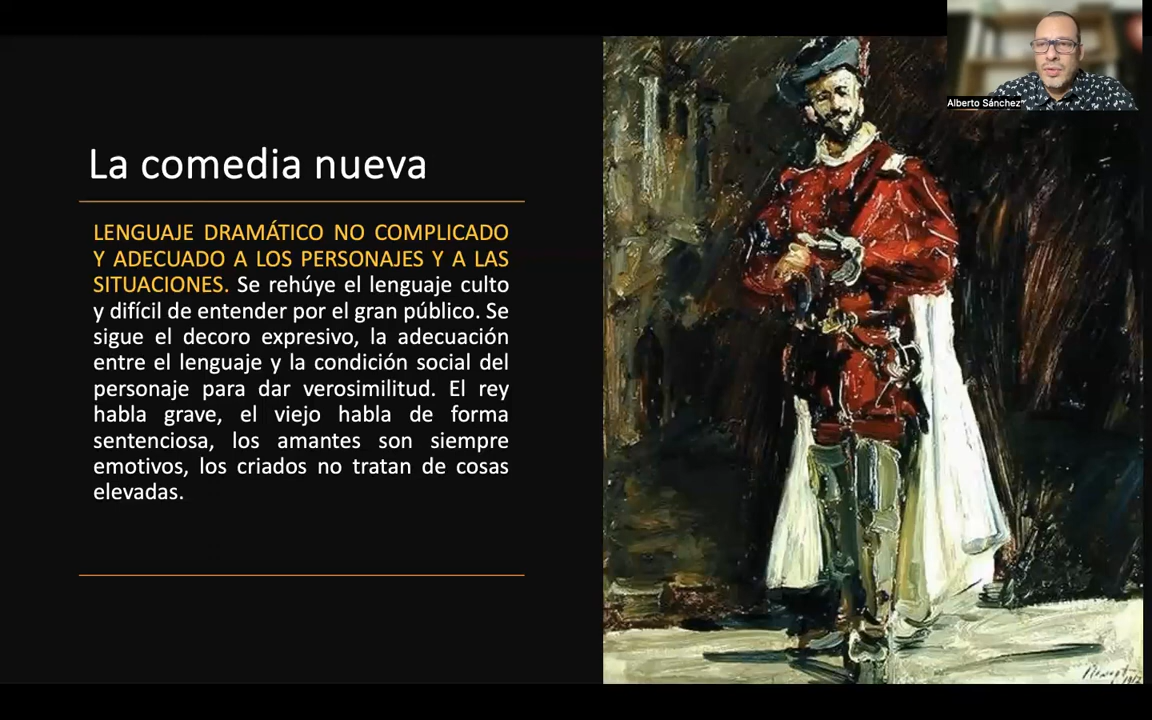 Alberto Sánchez
La comedia nueva
LENGUAJE DRAMÁTICO NO COMPLICADO
Y ADECUADO A LOS PERSONAJES Y A LAS
SITUACIONES. Se rehúye el lenguaje culto
y difícil de entender por el gran público. Se
sigue el decoro expresivo, la adecuación
entre el lenguaje y la condición social del
personaje para dar verosimilitud. El rey
habla grave, el viejo habla de forma
sentenciosa, los amantes son siempre
emotivos, los criados no tratan de cosas
elevadas.